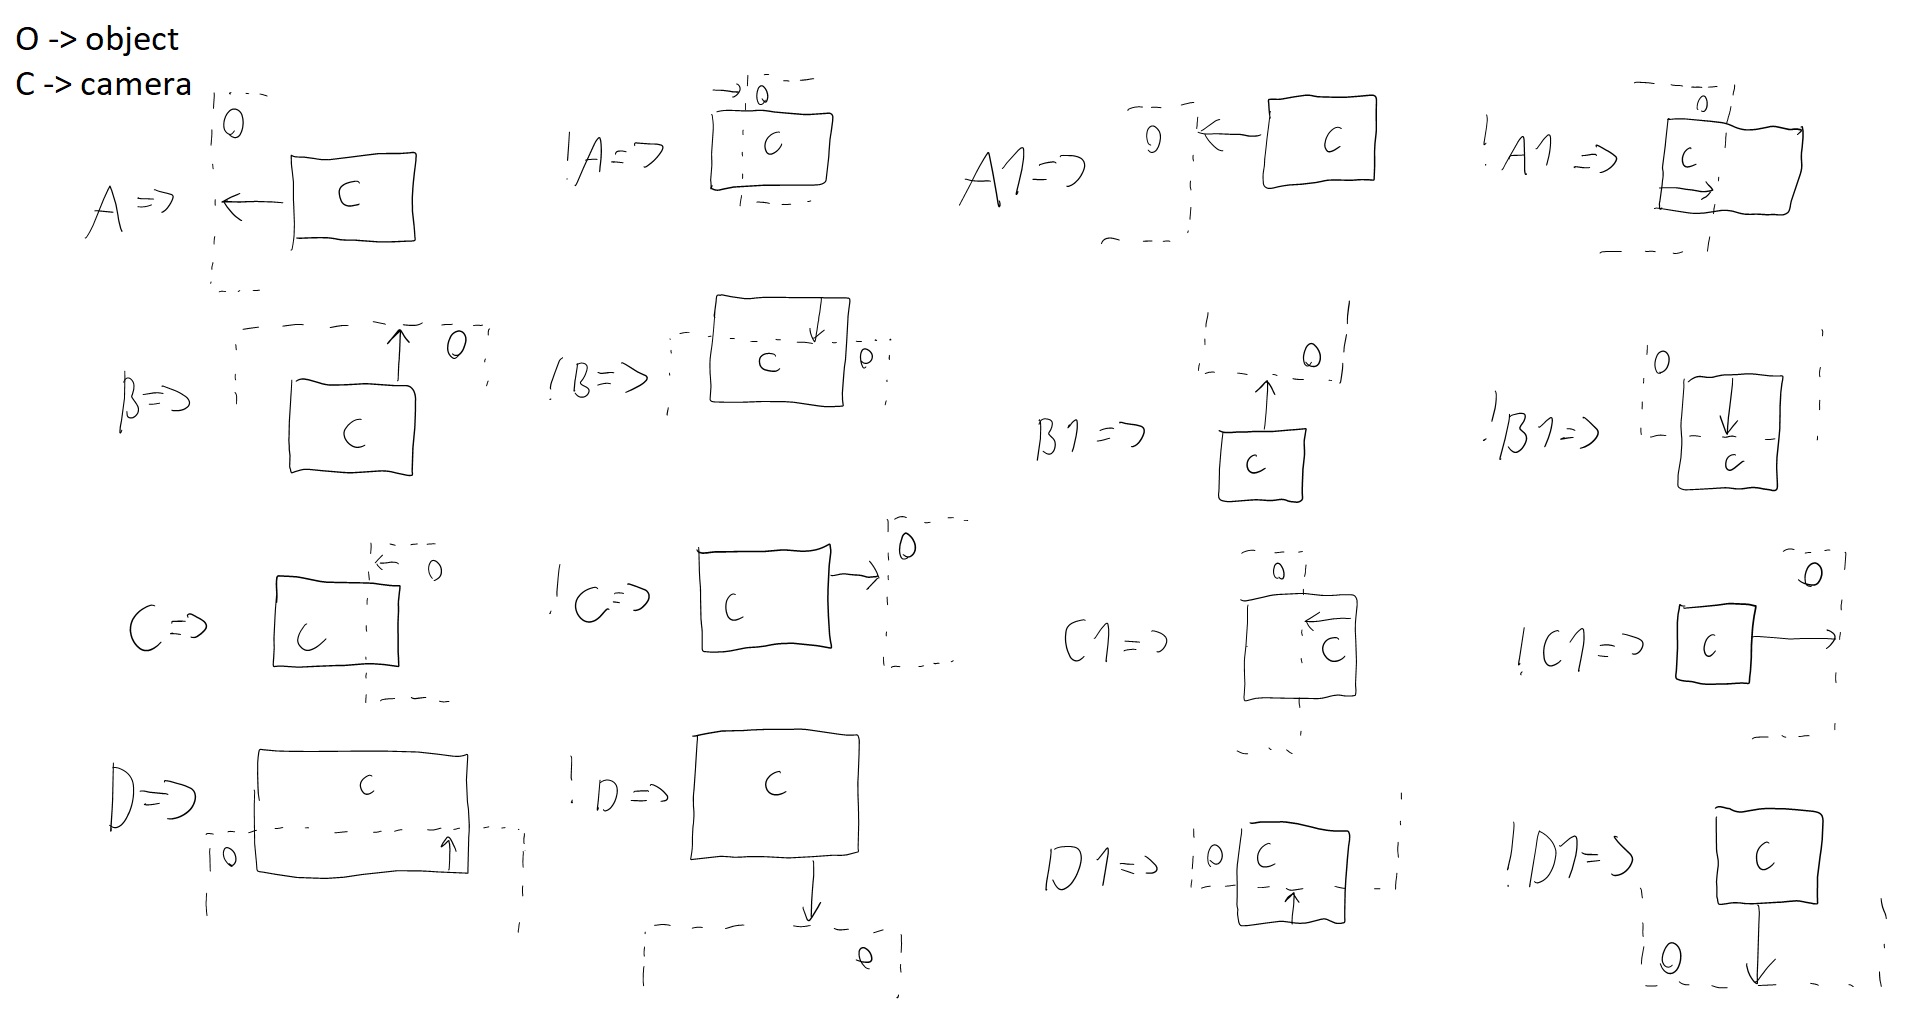 O -> object
C -> camera
A => O C
!A => O C
A1 => O C
!A1 => O C
B => O C
!B => C O
B1 => O C
!B1 => O C
C => O C
!C => O C
C1 => O C
!C1 => O C
D => C O
!D => C O
D1 => O C
!D1 => C O